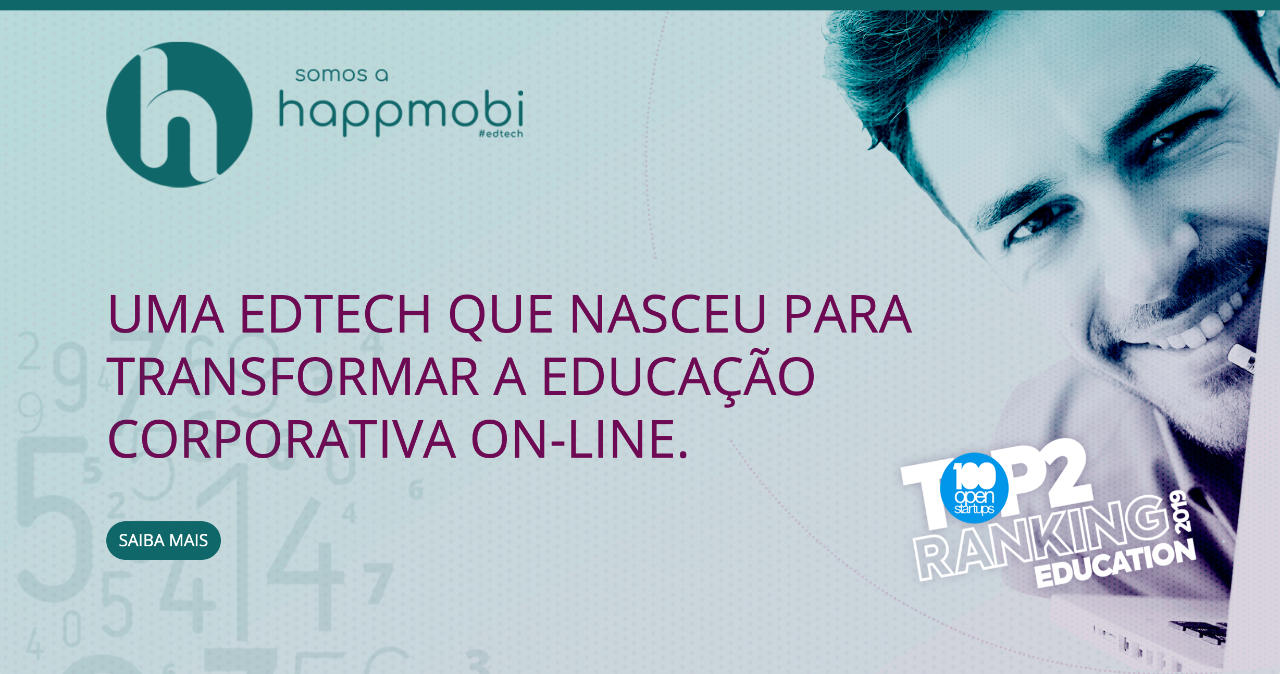 somos a
happmobi
#edtech
UMA EDTECH QUE NASCEU PARA
TRANSFORMAR A EDUCAÇÃO
CORPORATIVA ON-LINE.
SAIBA MAIS
TOP2
100
open
startups
RANKING
2019
EDUCATION